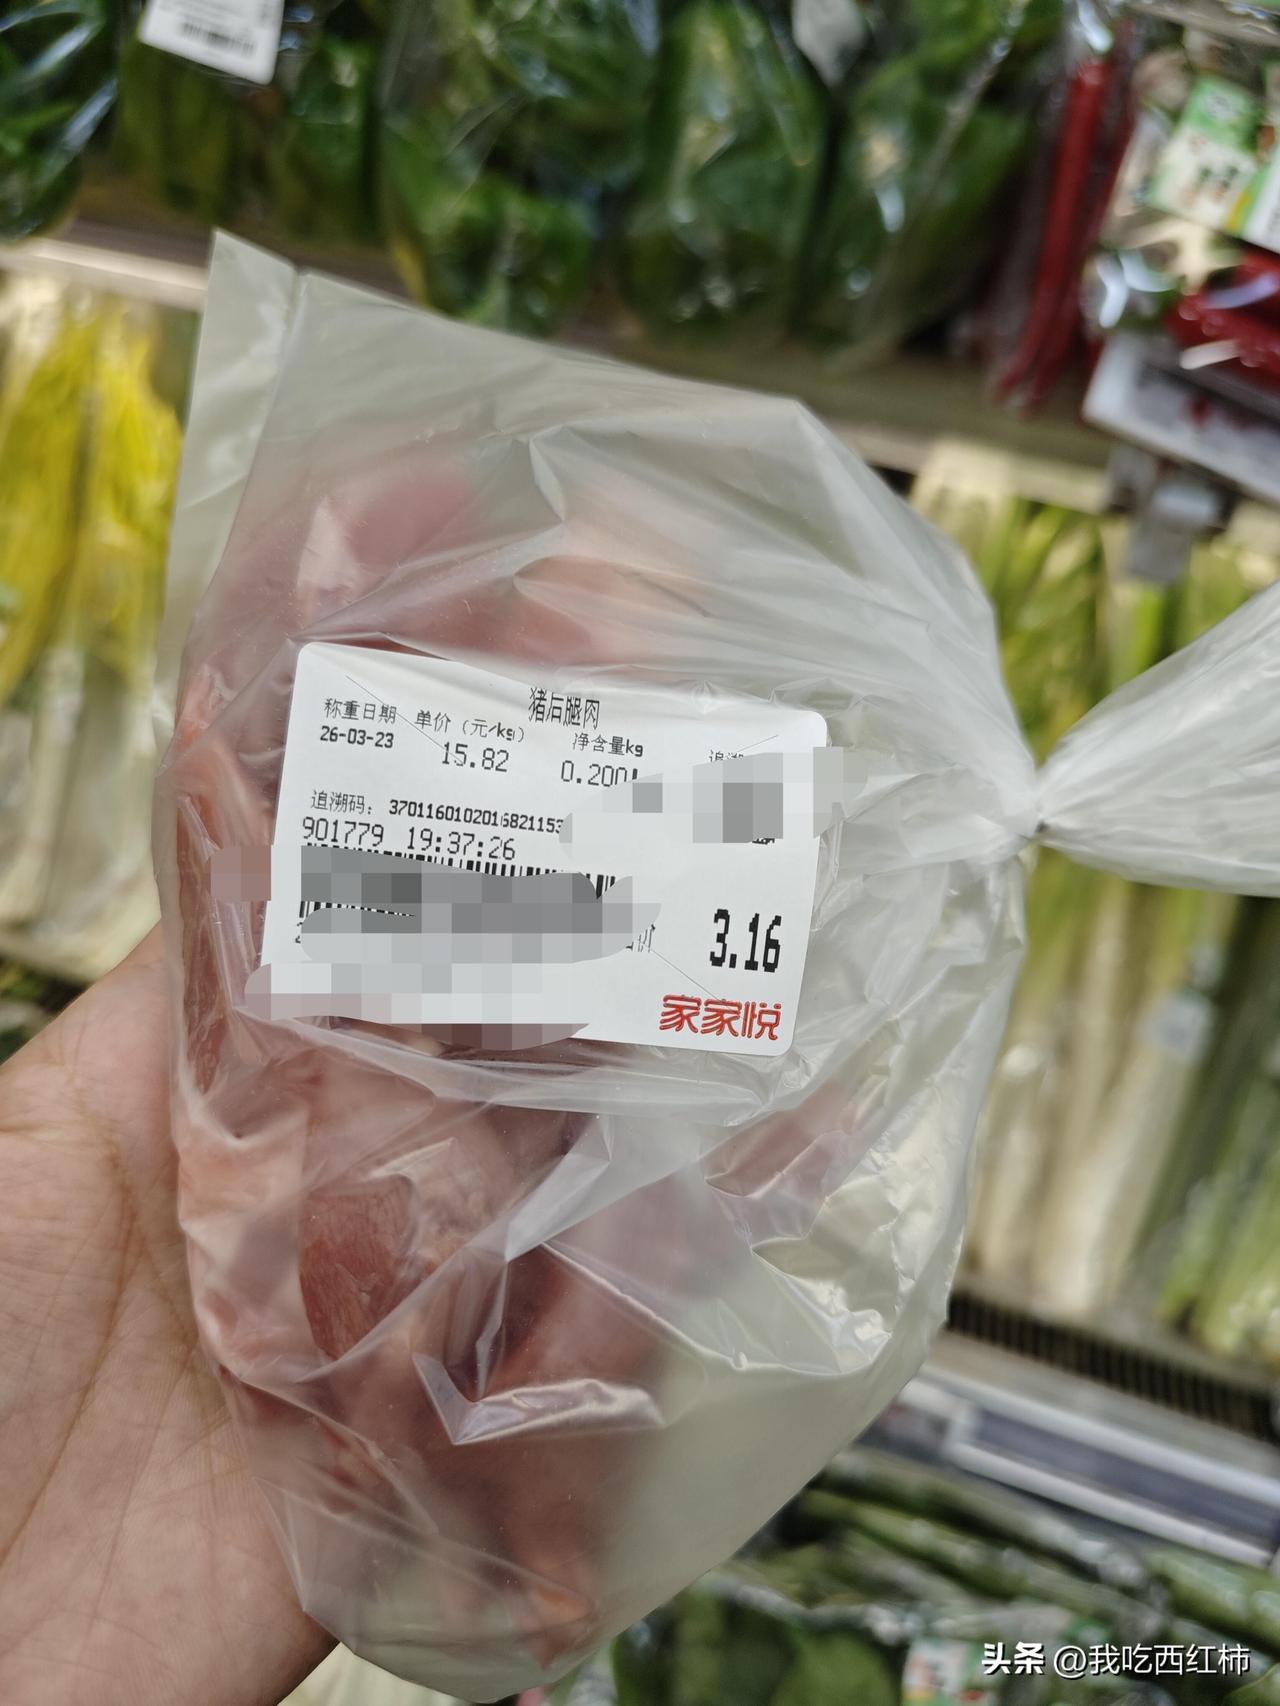 猪后腿肉
称重日期 单价（元/kg） 净含量kg
26-03-23 15.82 0.200
追溯码：3701160102016821153
901779 19:37:26
3.16
家家悦
头条 @我吃西红柿